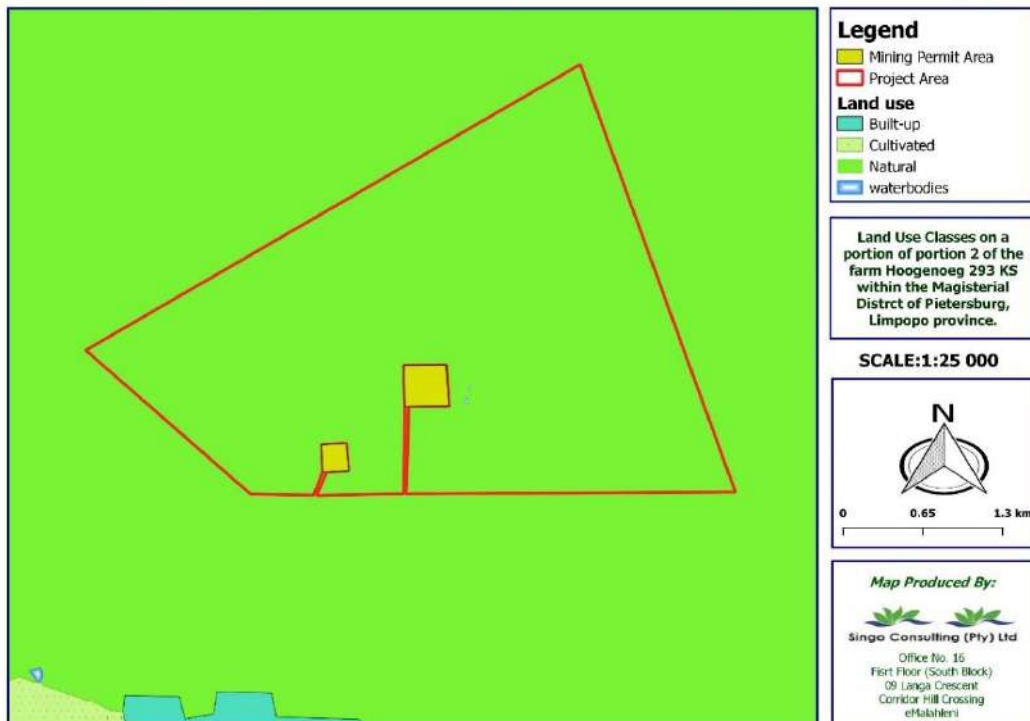 Legend
Mining Permit Area
Project Area
Land use
Built-up
Cultivated
Natural
waterbodies
Land Use Classes on a
portion of portion 2 of the
farm Hoogenoeg 293 KS
within the Magisterial
Distrct of Pietersburg,
Limpopo province.
SCALE:1:25 000
N
0 0.65 1.3 km
Map Produced By:
Singo Consulting (Pty) Ltd
Office No. 16
Fisrt Floor (South Block)
09 Langa Crescent
Corridor Hill Crossing
eMalahleni